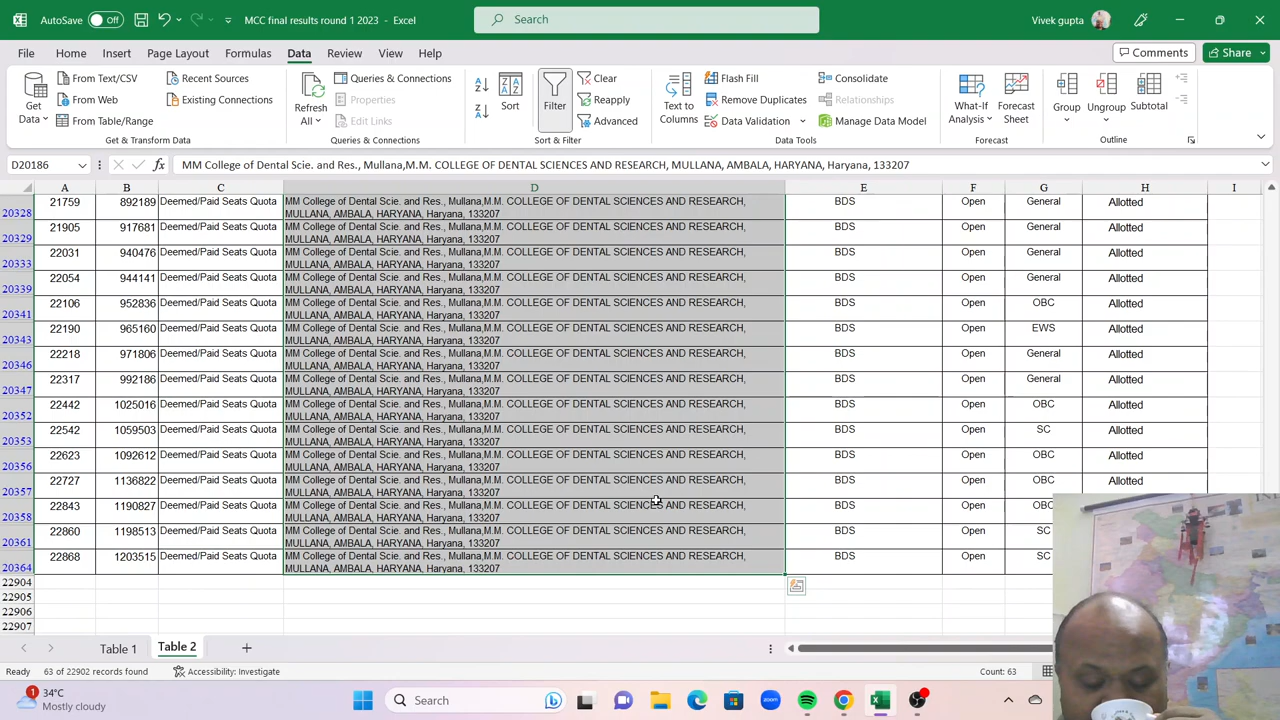 AutoSave Off MCC final results round 1 2023 - Excel Search Vivek gupta
File Home Insert Page Layout Formulas Data Review View Help Comments Share
From Text/CSV Recent Sources Queries & Connections Clear Flash Fill Consolidate
From Web Existing Connections Properties Reapply Remove Duplicates Relationships
From Table/Range Edit Links Advanced Data Validation Manage Data Model
Get Data Refresh All Sort Filter Text to Columns What-If Analysis Forecast Sheet Group Ungroup Subtotal
Get & Transform Data Queries & Connections Sort & Filter Data Tools Forecast Outline
D20186 fx MM College of Dental Scie. and Res., Mullana,M.M. COLLEGE OF DENTAL SCIENCES AND RESEARCH, MULLANA, AMBALA, HARYANA, Haryana, 133207
A B C D E F G H I
21759 892189 Deemed/Paid Seats Quota MM College of Dental Scie. and Res., Mullana,M.M. COLLEGE OF DENTAL SCIENCES AND RESEARCH, BDS Open General Allotted
20328 MULLANA, AMBALA, HARYANA, Haryana, 133207
21905 917681 Deemed/Paid Seats Quota MM College of Dental Scie. and Res., Mullana,M.M. COLLEGE OF DENTAL SCIENCES AND RESEARCH, BDS Open General Allotted
20329 MULLANA, AMBALA, HARYANA, Haryana, 133207
22031 940476 Deemed/Paid Seats Quota MM College of Dental Scie. and Res., Mullana,M.M. COLLEGE OF DENTAL SCIENCES AND RESEARCH, BDS Open General Allotted
20333 MULLANA, AMBALA, HARYANA, Haryana, 133207
22054 944141 Deemed/Paid Seats Quota MM College of Dental Scie. and Res., Mullana,M.M. COLLEGE OF DENTAL SCIENCES AND RESEARCH, BDS Open General Allotted
20339 MULLANA, AMBALA, HARYANA, Haryana, 133207
22106 952836 Deemed/Paid Seats Quota MM College of Dental Scie. and Res., Mullana,M.M. COLLEGE OF DENTAL SCIENCES AND RESEARCH, BDS Open OBC Allotted
20341 MULLANA, AMBALA, HARYANA, Haryana, 133207
22190 965160 Deemed/Paid Seats Quota MM College of Dental Scie. and Res., Mullana,M.M. COLLEGE OF DENTAL SCIENCES AND RESEARCH, BDS Open EWS Allotted
20343 MULLANA, AMBALA, HARYANA, Haryana, 133207
22218 971806 Deemed/Paid Seats Quota MM College of Dental Scie. and Res., Mullana,M.M. COLLEGE OF DENTAL SCIENCES AND RESEARCH, BDS Open General Allotted
20346 MULLANA, AMBALA, HARYANA, Haryana, 133207
22317 992186 Deemed/Paid Seats Quota MM College of Dental Scie. and Res., Mullana,M.M. COLLEGE OF DENTAL SCIENCES AND RESEARCH, BDS Open General Allotted
20347 MULLANA, AMBALA, HARYANA, Haryana, 133207
22442 1025016 Deemed/Paid Seats Quota MM College of Dental Scie. and Res., Mullana,M.M. COLLEGE OF DENTAL SCIENCES AND RESEARCH, BDS Open OBC Allotted
20352 MULLANA, AMBALA, HARYANA, Haryana, 133207
22542 1059503 Deemed/Paid Seats Quota MM College of Dental Scie. and Res., Mullana,M.M. COLLEGE OF DENTAL SCIENCES AND RESEARCH, BDS Open SC Allotted
20353 MULLANA, AMBALA, HARYANA, Haryana, 133207
22623 1092612 Deemed/Paid Seats Quota MM College of Dental Scie. and Res., Mullana,M.M. COLLEGE OF DENTAL SCIENCES AND RESEARCH, BDS Open OBC Allotted
20356 MULLANA, AMBALA, HARYANA, Haryana, 133207
22727 1136822 Deemed/Paid Seats Quota MM College of Dental Scie. and Res., Mullana,M.M. COLLEGE OF DENTAL SCIENCES AND RESEARCH, BDS Open OBC Allotted
20357 MULLANA, AMBALA, HARYANA, Haryana, 133207
22843 1190827 Deemed/Paid Seats Quota MM College of Dental Scie. and Res., Mullana,M.M. COLLEGE OF DENTAL SCIENCES AND RESEARCH, BDS Open
20358 MULLANA, AMBALA, HARYANA, Haryana, 133207
22860 1198513 Deemed/Paid Seats Quota MM College of Dental Scie. and Res., Mullana,M.M. COLLEGE OF DENTAL SCIENCES AND RESEARCH, BDS Open SC
20361 MULLANA, AMBALA, HARYANA, Haryana, 133207
22868 1203515 Deemed/Paid Seats Quota MM College of Dental Scie. and Res., Mullana,M.M. COLLEGE OF DENTAL SCIENCES AND RESEARCH, BDS Open SC
20364 MULLANA, AMBALA, HARYANA, Haryana, 133207
22904
22905
22906
22907
Table 1 Table 2
Ready 63 of 22902 records found Accessibility: Investigate Count: 63
34°C
Mostly cloudy
Search